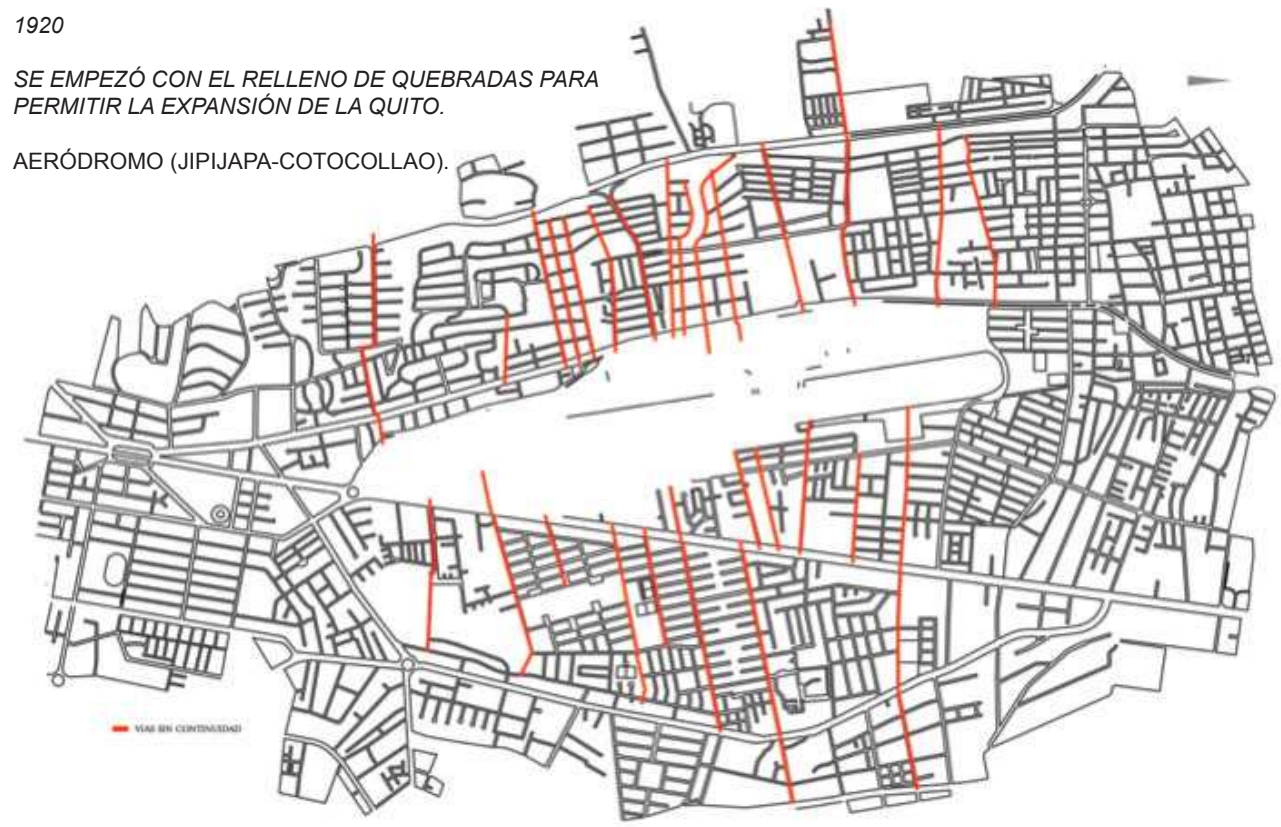 1920
SE EMPEZÓ CON EL RELLENO DE QUEBRADAS PARA
PERMITIR LA EXPANSIÓN DE LA QUITO.
AERÓDROMO (JIPIJAPA-COTOCOLLAO).
VIAS SIN CONTINUIDAD